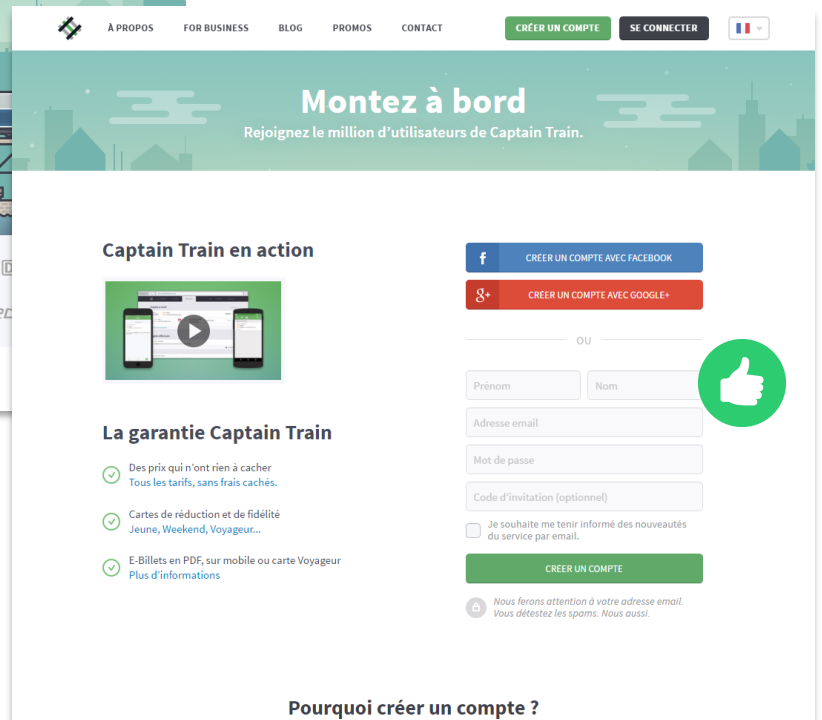 À PROPOS
FOR BUSINESS
BLOG
PROMOS
CONTACT
CRÉER UN COMPTE
SE CONNECTER
Montez à bord
Rejoignez le million d’utilisateurs de Captain Train.
Captain Train en action
La garantie Captain Train
Des prix qui n’ont rien à cacher
Tous les tarifs, sans frais cachés.
Cartes de réduction et de fidélité
Jeune, Weekend, Voyageur...
E-Billets en PDF, sur mobile ou carte Voyageur
Plus d’informations
f
CRÉER UN COMPTE AVEC FACEBOOK
g+
CRÉER UN COMPTE AVEC GOOGLE+
OU
Prénom
Nom
Adresse email
Mot de passe
Code d’invitation (optionnel)
Je souhaite me tenir informé des nouveautés
du service par email.
CRÉER UN COMPTE
Nous ferons attention à votre adresse email.
Vous détestez les spams. Nous aussi.
Pourquoi créer un compte ?